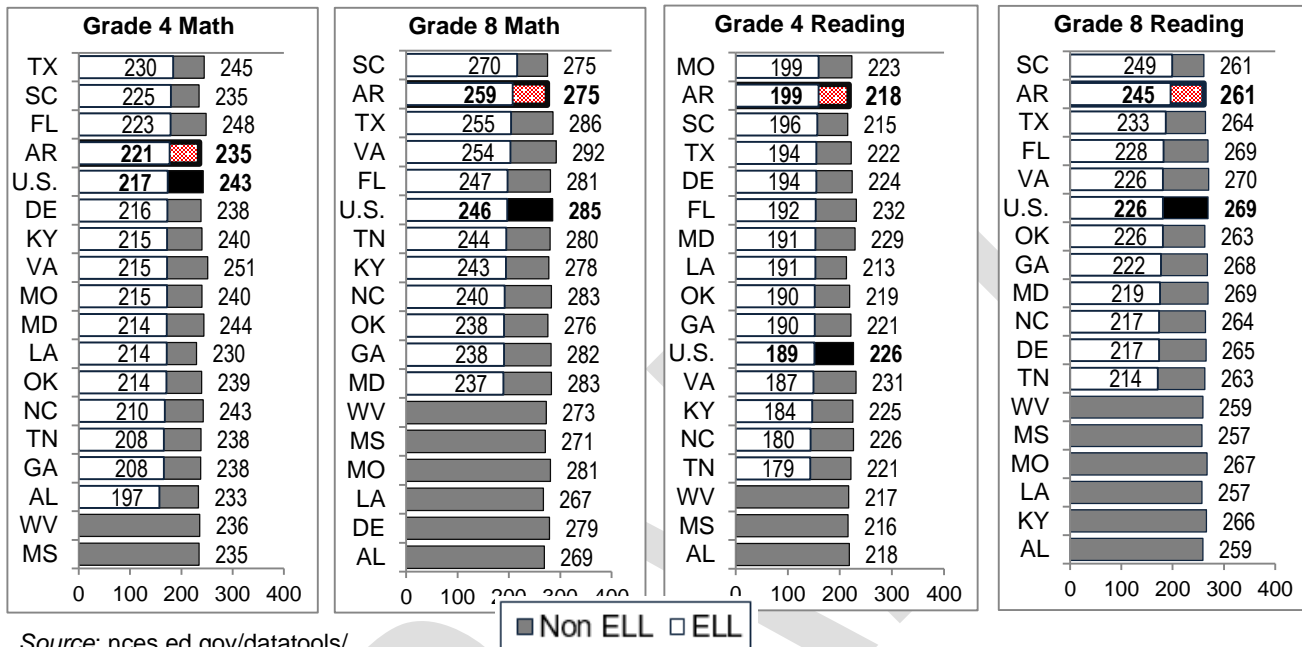 Grade 4 Math
TX 230 245
SC 225 235
FL 223 248
AR 221 235
U.S. 217 243
DE 216 238
KY 215 240
VA 215 251
MO 215 240
MD 214 244
LA 214 230
OK 214 239
NC 210 243
TN 208 238
GA 208 238
AL 197 233
WV 236
MS 235
0 100 200 300 400
Grade 8 Math
SC 270 275
AR 259 275
TX 255 286
VA 254 292
FL 247 281
U.S. 246 285
TN 244 280
KY 243 278
NC 240 283
OK 238 276
GA 238 282
MD 237 283
WV 273
MS 271
MO 281
LA 267
DE 279
AL 269
0 100 200 300 400
Grade 4 Reading
MO 199 223
AR 199 218
SC 196 215
TX 194 222
DE 194 224
FL 192 232
MD 191 229
LA 191 213
OK 190 219
GA 190 221
U.S. 189 226
VA 187 231
KY 184 225
NC 180 226
TN 179 221
WV 217
MS 216
AL 218
0 100 200 300 400
Grade 8 Reading
SC 249 261
AR 245 261
TX 233 264
FL 228 269
VA 226 270
U.S. 226 269
OK 226 263
GA 222 268
MD 219 269
NC 217 264
DE 217 265
TN 214 263
WV 259
MS 257
MO 267
LA 257
KY 266
AL 259
0 100 200 300 400
Non ELL ELL
Source: nces.ed.gov/datatools/